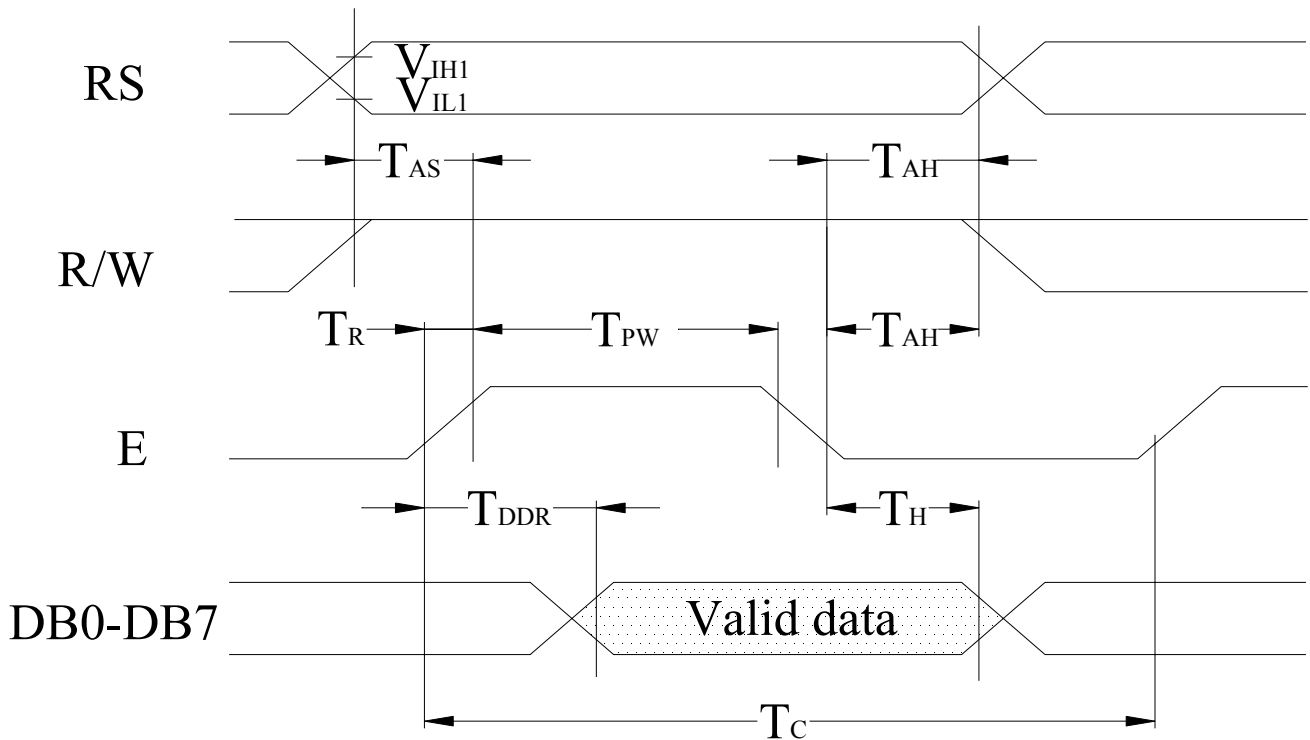 RS
VIH1
VIL1
TAS
TAH
R/W
TR
TPW
TAH
E
TDDR
TH
DB0-DB7
Valid data
TC